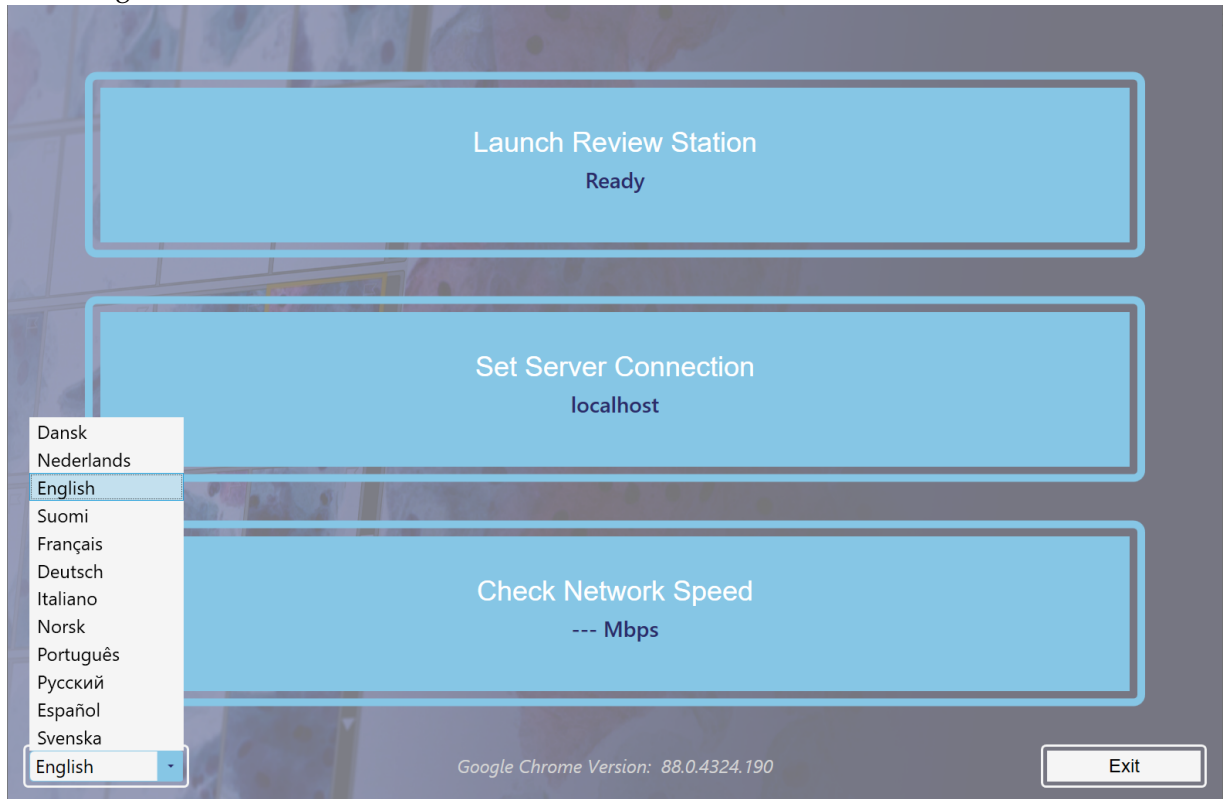 Launch Review Station
Ready
Set Server Connection
localhost
Check Network Speed
--- Mbps
Dansk
Nederlands
English
Suomi
Français
Deutsch
Italiano
Norsk
Português
Русский
Español
Svenska
English
Google Chrome Version: 88.0.4324.190
Exit